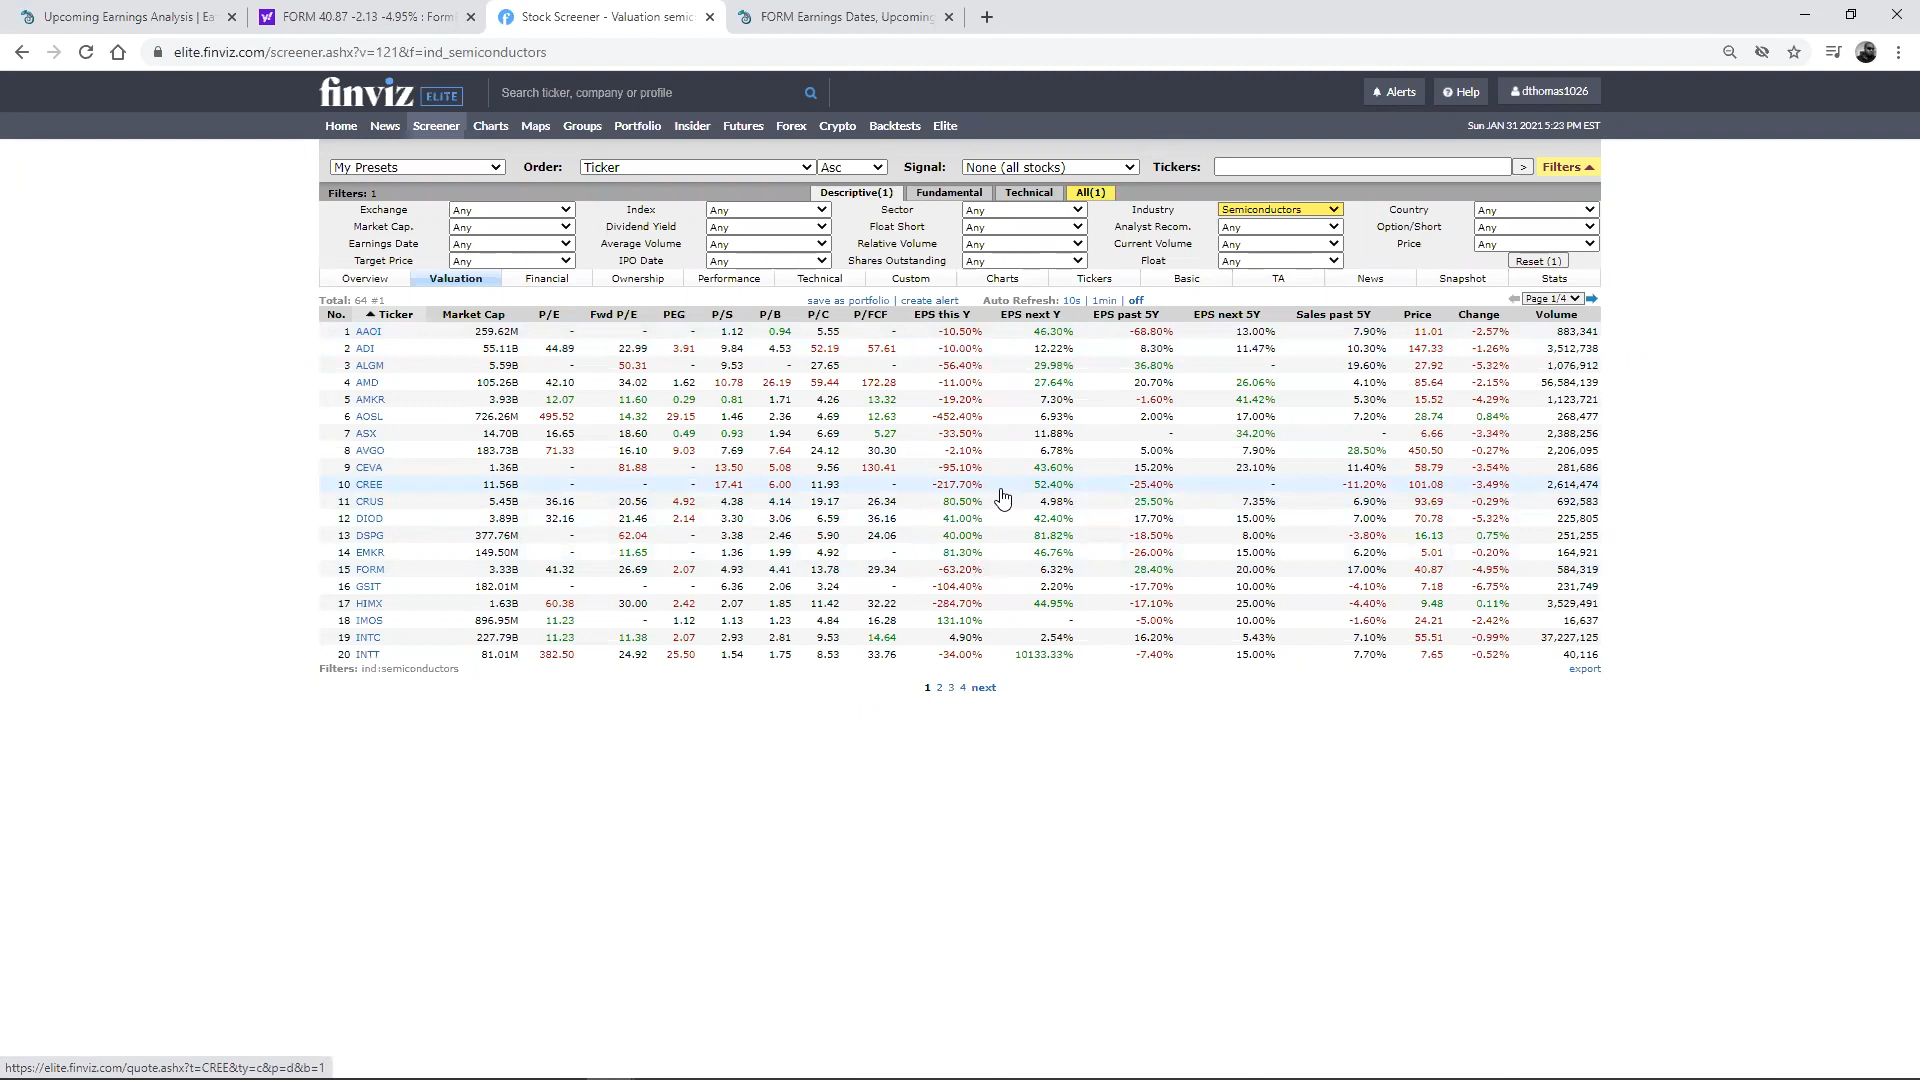 Upcoming Earnings Analysis | Ea
FORM 40.87 -2.13 -4.95% : Formi
Stock Screener - Valuation semic
FORM Earnings Dates, Upcoming
elite.finviz.com/screener.ashx?v=121&f=ind_semiconductors
finviz ELITE
Search ticker, company or profile
Alerts
Help
dthomas1026
Home News Screener Charts Maps Groups Portfolio Insider Futures Forex Crypto Backtests Elite
Sun JAN 31 2021 5:23 PM EST
My Presets Order: Ticker Asc Signal: None (all stocks) Tickers: > Filters
Filters: 1 Descriptive(1) Fundamental Technical All(1)
Exchange Any Index Any Sector Any Industry Semiconductors Country Any
Market Cap. Any Dividend Yield Any Float Short Any Analyst Recom. Any Option/Short Any
Earnings Date Any Average Volume Any Relative Volume Any Current Volume Any Price Any
Target Price Any IPO Date Any Shares Outstanding Any Float Any Reset (1)
Overview Valuation Financial Ownership Performance Technical Custom Charts Tickers Basic TA News Snapshot Stats
Total: 64 #1 save as portfolio | create alert Auto Refresh: 10s | 1min | off Page 1/4
No. Ticker Market Cap P/E Fwd P/E PEG P/S P/B P/C P/FCF EPS this Y EPS next Y EPS past 5Y EPS next 5Y Sales past 5Y Price Change Volume
1 AAOI 259.62M - - - 1.12 0.94 5.55 - -10.50% 46.30% -68.80% 13.00% 7.90% 11.01 -2.57% 883,341
2 ADI 55.11B 44.89 22.99 3.91 9.84 4.53 52.19 57.61 -10.00% 12.22% 8.30% 11.47% 10.30% 147.33 -1.26% 3,512,738
3 ALGM 5.59B - 50.31 - 9.53 - 27.65 - -56.40% 29.98% 36.80% - 19.60% 27.92 -5.32% 1,076,912
4 AMD 105.26B 42.10 34.02 1.62 10.78 26.19 59.44 172.28 -11.00% 27.64% 20.70% 26.06% 4.10% 85.64 -2.15% 56,584,139
5 AMKR 3.93B 12.07 11.60 0.29 0.81 1.71 4.26 13.32 -19.20% 7.30% -1.60% 41.42% 5.30% 15.52 -4.29% 1,123,721
6 AOSL 726.26M 495.52 14.32 29.15 1.46 2.36 4.69 12.63 -452.40% 6.93% 2.00% 17.00% 7.20% 28.74 0.84% 268,477
7 ASX 14.70B 16.65 18.60 0.49 0.93 1.94 6.69 5.27 -33.50% 11.88% - 34.20% - 6.66 -3.34% 2,388,256
8 AVGO 183.73B 71.33 16.10 9.03 7.69 7.64 24.12 30.30 -2.10% 6.78% 5.00% 7.90% 28.50% 450.50 -0.27% 2,206,095
9 CEVA 1.36B - 81.88 - 13.50 5.08 9.56 130.41 -95.10% 43.60% 15.20% 23.10% 11.40% 58.79 -3.54% 281,686
10 CREE 11.56B - - - 17.41 6.00 11.93 - -217.70% 52.40% -25.40% - -11.20% 101.08 -3.49% 2,614,474
11 CRUS 5.45B 36.16 20.56 4.92 4.38 4.14 19.17 26.34 80.50% 4.98% 25.50% 7.35% 6.90% 93.69 -0.29% 692,583
12 DIOD 3.89B 32.16 21.46 2.14 3.30 3.06 6.59 36.16 41.00% 42.40% 17.70% 15.00% 7.00% 70.78 -5.32% 225,805
13 DSPG 377.76M - 62.04 - 3.38 2.46 5.90 24.06 40.00% 81.82% -18.50% 8.00% -3.80% 16.13 0.75% 251,255
14 EMKR 149.50M - 11.65 - 1.36 1.99 4.92 - 81.30% 46.76% -26.00% 15.00% 6.20% 5.01 -0.20% 164,921
15 FORM 3.33B 41.32 26.69 2.07 4.93 4.41 13.78 29.34 -63.20% 6.32% 28.40% 20.00% 17.00% 40.87 -4.95% 584,319
16 GSIT 182.01M - - - 6.36 2.06 3.24 - -104.40% 2.20% -17.70% 10.00% -4.10% 7.18 -6.75% 231,749
17 HIMX 1.63B 60.38 30.00 2.42 2.07 1.85 11.42 32.22 -284.70% 44.95% -17.10% 25.00% -4.40% 9.48 0.11% 3,529,491
18 IMOS 896.95M 11.23 - 1.12 1.13 1.23 4.84 16.28 131.10% - -5.00% 10.00% -1.60% 24.21 -2.42% 16,637
19 INTC 227.79B 11.23 11.38 2.07 2.93 2.81 9.53 14.64 4.90% 2.54% 16.20% 5.43% 7.10% 55.51 -0.99% 37,227,125
20 INTT 81.01M 382.50 24.92 25.50 1.54 1.75 8.53 33.76 -34.00% 10133.33% -7.40% 15.00% 7.70% 7.65 -0.52% 40,116
Filters: ind:semiconductors export
1 2 3 4 next
https://elite.finviz.com/quote.ashx?t=CREE&ty=c&p=d&b=1